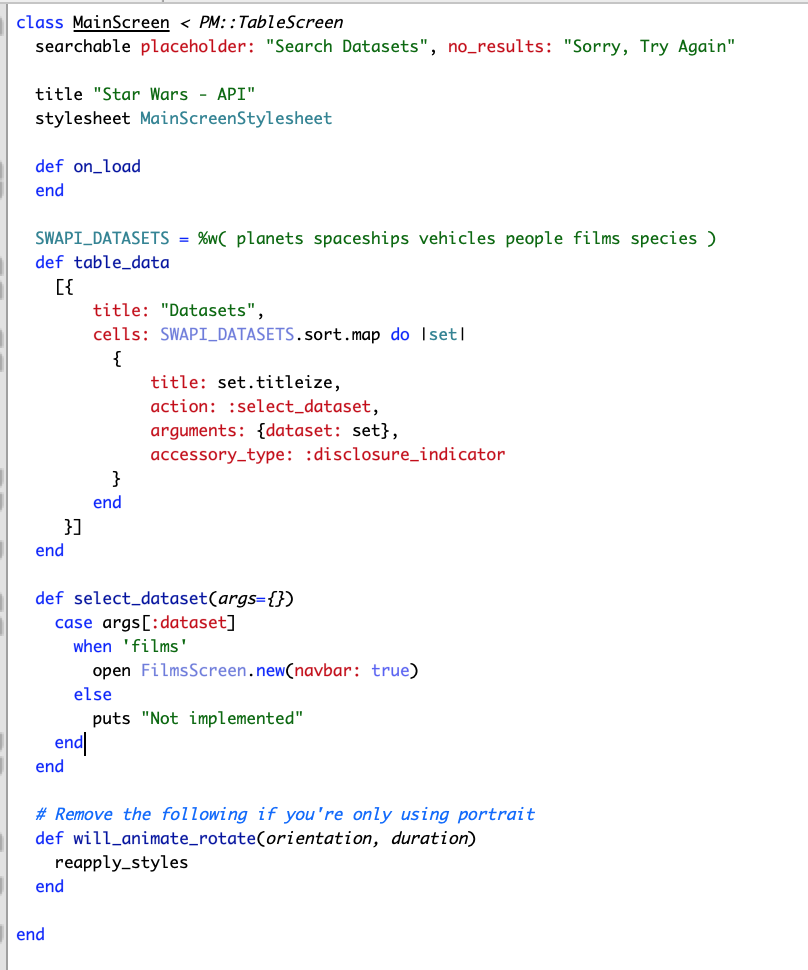 class MainScreen < PM::TableScreen
  searchable placeholder: "Search Datasets", no_results: "Sorry, Try Again"

  title "Star Wars - API"
  stylesheet MainScreenStylesheet

  def on_load
  end

  SWAPI_DATASETS = %w( planets spaceships vehicles people films species )
  def table_data
    [{
        title: "Datasets",
        cells: SWAPI_DATASETS.sort.map do |set|
          {
              title: set.titleize,
              action: :select_dataset,
              arguments: {dataset: set},
              accessory_type: :disclosure_indicator
          }
        end
     }]
  end

  def select_dataset(args={})
    case args[:dataset]
      when 'films'
        open FilmsScreen.new(navbar: true)
      else
        puts "Not implemented"
    end
  end

  # Remove the following if you're only using portrait
  def will_animate_rotate(orientation, duration)
    reapply_styles
  end

end